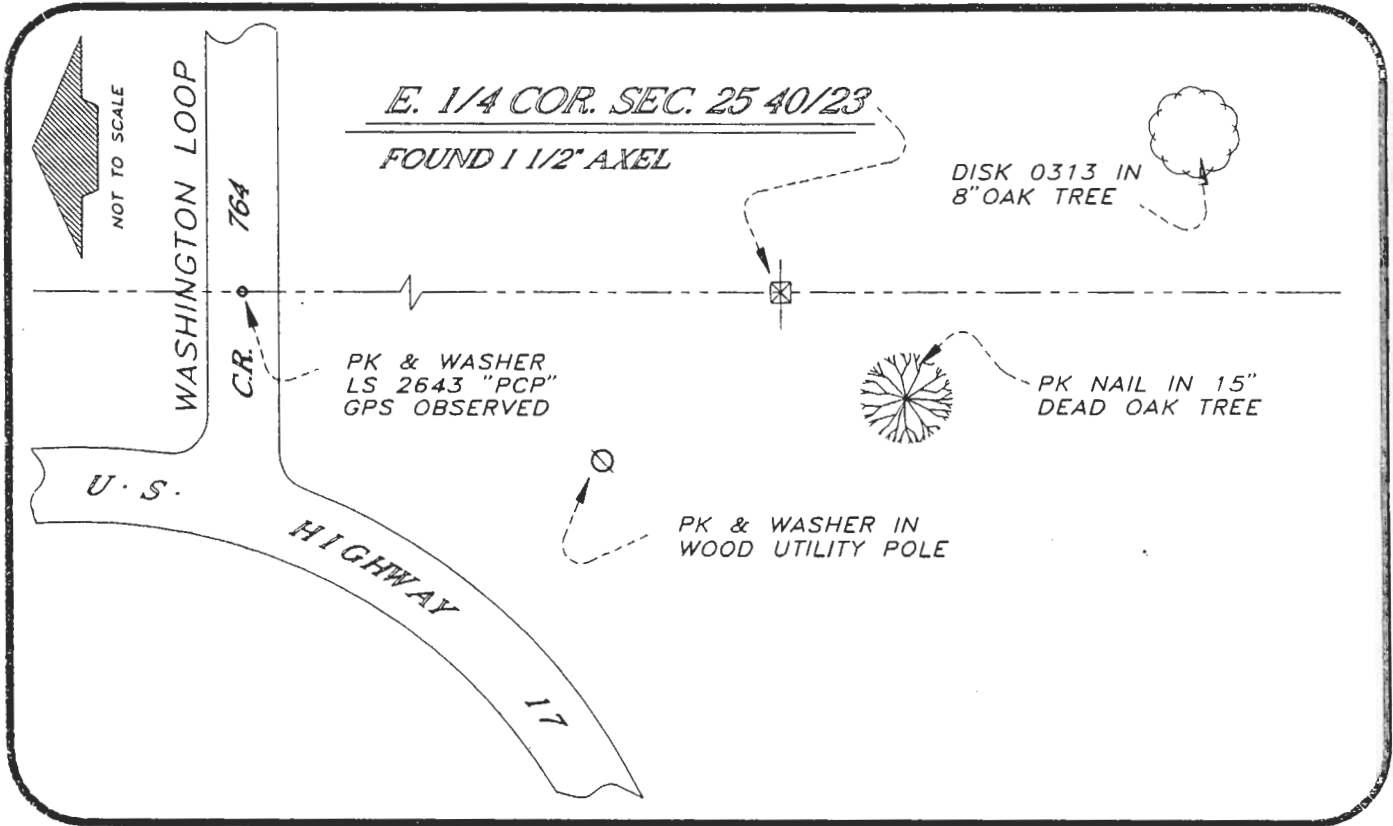 NOT TO SCALE
WASHINGTON LOOP
C.R. 764
E. 1/4 COR. SEC. 25 40/23
FOUND 1 1/2" AXEL
DISK 0313 IN
8" OAK TREE
PK & WASHER
LS 2643 "PCP"
GPS OBSERVED
PK NAIL IN 15"
DEAD OAK TREE
PK & WASHER IN
WOOD UTILITY POLE
U.S. HIGHWAY 17